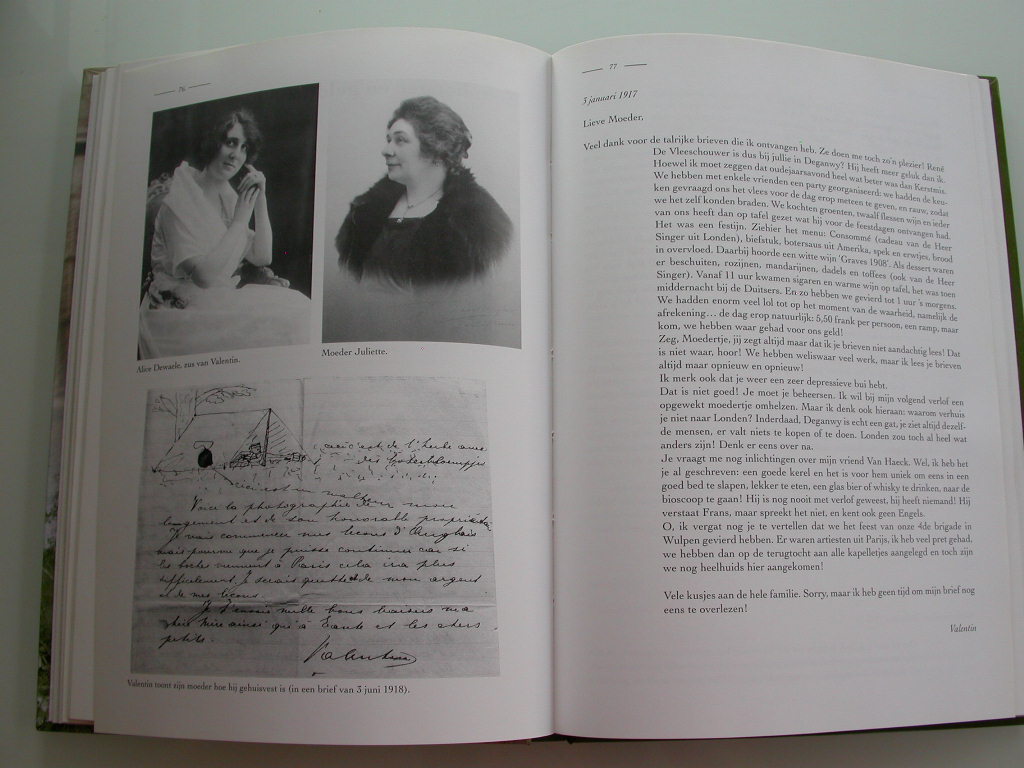 76
Alice Dewaele, zus van Valentin.
Moeder Juliette.
ceci est de l'herbe avec
des
ceci est un
Voici la photographie de mon
logement et de son honorable propriétaire
Je vais commencer mes leçons d'Anglais
mais pourvu que je puisse continuer car si
les boches viennent à Paris cela ira plus
difficilement. Je serais quitte de mon argent
et de mes leçons.
Je t'envoie mille bons baisers ma
chère Mère ainsi qu'à et les chers
petits.
Valentin
Valentin toont zijn moeder hoe hij gehuisvest is (in een brief van 3 juni 1918).
77
3 januari 1917
Lieve Moeder,
Veel dank voor de talrijke brieven die ik ontvangen heb. Ze doen me toch zo'n plezier! René
De Vleeschouwer is dus bij jullie in Deganwy? Hij heeft meer geluk dan ik.
Hoewel ik moet zeggen dat oudejaarsavond heel wat beter was dan Kerstmis.
We hebben met enkele vrienden een party georganiseerd: we hadden de keu-
ken gevraagd ons het vlees voor de dag erop meteen te geven, en rauw, zodat
we het zelf konden braden. We kochten groenten, twaalf flessen wijn en ieder
van ons heeft dan op tafel gezet wat hij voor de feestdagen ontvangen had.
Het was een festijn. Ziehier het menu: Consommé (cadeau van de Heer
Singer uit Londen), biefstuk, botersaus uit Amerika, spek en erwtjes, brood
in overvloed. Daarbij hoorde een witte wijn 'Graves 1908'. Als dessert waren
er beschuiten, rozijnen, mandarijnen, dadels en toffees (ook van de Heer
Singer). Vanaf 11 uur kwamen sigaren en warme wijn op tafel, het was toen
middernacht bij de Duitsers. En zo hebben we gevierd tot 1 uur 's morgens.
We hadden enorm veel lol tot op het moment van de waarheid, namelijk de
afrekening... de dag erop natuurlijk: 5,50 frank per persoon, een ramp, maar
kom, we hebben waar gehad voor ons geld!
Zeg, Moedertje, jij zegt altijd maar dat ik je brieven niet aandachtig lees! Dat
is niet waar, hoor! We hebben weliswaar veel werk, maar ik lees je brieven
altijd maar opnieuw en opnieuw!
Ik merk ook dat je weer een zeer depressieve bui hebt.
Dat is niet goed! Je moet je beheersen. Ik wil bij mijn volgend verlof een
opgewekt moedertje omhelzen. Maar ik denk ook hieraan: waarom verhuis
je niet naar Londen? Inderdaad, Deganwy is echt een gat, je ziet altijd dezelf-
de mensen, er valt niets te kopen of te doen. Londen zou toch al heel wat
anders zijn! Denk er eens over na.
Je vraagt me nog inlichtingen over mijn vriend Van Haeck. Wel, ik heb het
je al geschreven: een goede kerel en het is voor hem uniek om eens in een
goed bed te slapen, lekker te eten, een glas bier of whisky te drinken, naar de
bioscoop te gaan! Hij is nog nooit met verlof geweest, hij heeft niemand! Hij
verstaat Frans, maar spreekt het niet, en kent ook geen Engels.
O, ik vergat nog je te vertellen dat we het feest van onze 4de brigade in
Wulpen gevierd hebben. Er waren artiesten uit Parijs, ik heb veel pret gehad,
we hebben dan op de terugtocht aan alle kapelletjes aangelegd en toch zijn
we nog heelhuids hier aangekomen!
Vele kusjes aan de hele familie. Sorry, maar ik heb geen tijd om mijn brief nog
eens te overlezen!
Valentin